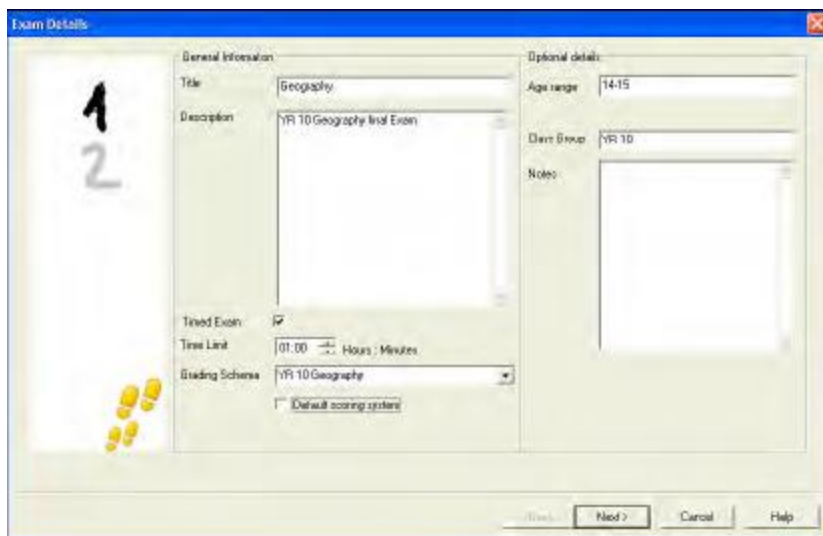 Exam Details
1
2
General Information
Title
Geography
Description
YR 10 Geography final Exam
Timed Exam
Time Limit
01:00
Hours : Minutes
Grading Scheme
YR 10 Geography
Default scoring system
Optional details
Age range
14-15
Class Group
YR 10
Notes
Next >
Cancel
Help